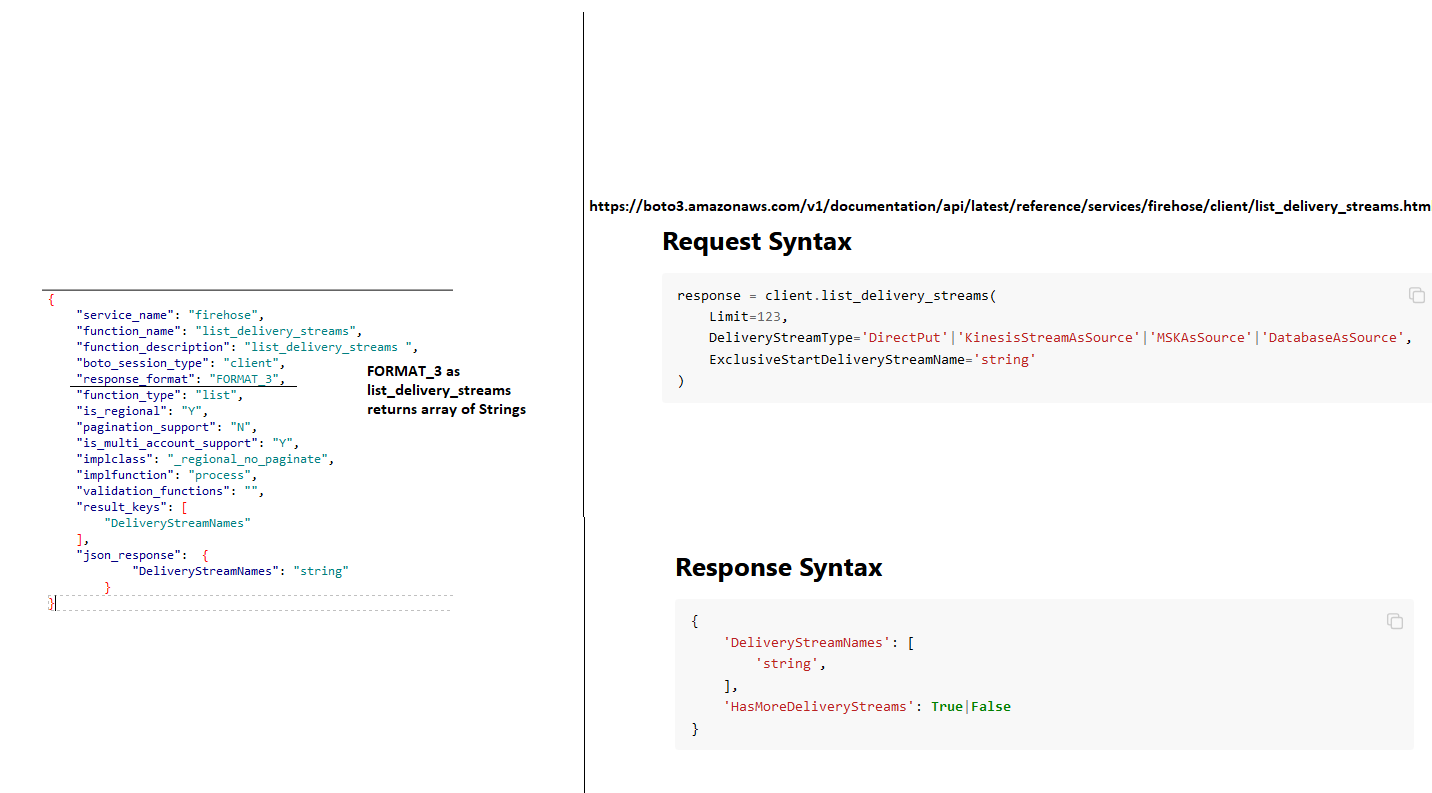 {
"service_name": "firehose",
"function_name": "list_delivery_streams",
"function_description": "list_delivery_streams ",
"boto_session_type": "client",
"response_format": "FORMAT_3",
"function_type": "list",
"is_regional": "Y",
"pagination_support": "N",
"is_multi_account_support": "Y",
"implclass": "_regional_no_paginate",
"implfunction": "process",
"validation_functions": "",
"result_keys": [
"DeliveryStreamNames"
],
"json_response":  {
"DeliveryStreamNames": "string"
}
}
FORMAT_3 as
list_delivery_streams
returns array of Strings
https://boto3.amazonaws.com/v1/documentation/api/latest/reference/services/firehose/client/list_delivery_streams.htm
Request Syntax
response = client.list_delivery_streams(
Limit=123,
DeliveryStreamType='DirectPut'|'KinesisStreamAsSource'|'MSKAsSource'|'DatabaseAsSource',
ExclusiveStartDeliveryStreamName='string'
)
Response Syntax
{
'DeliveryStreamNames': [
'string',
],
'HasMoreDeliveryStreams': True|False
}